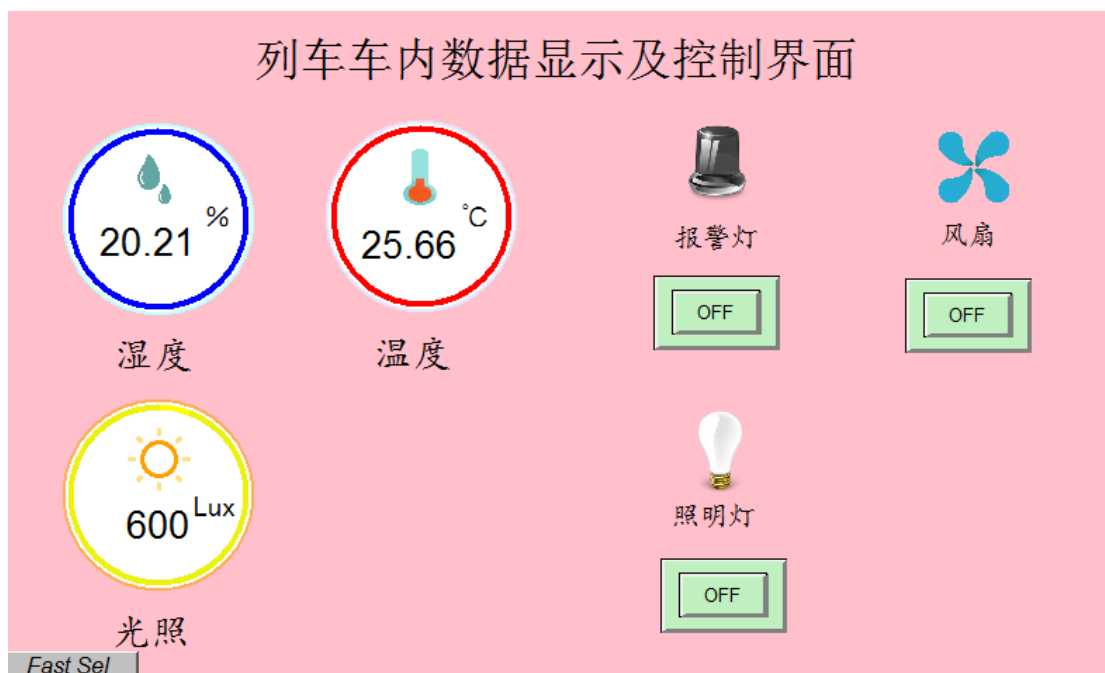 列车车内数据显示及控制界面
20.21 %
25.66 °C
湿度
温度
报警灯
风扇
OFF
OFF
600 Lux
光照
照明灯
OFF
Fast Sel